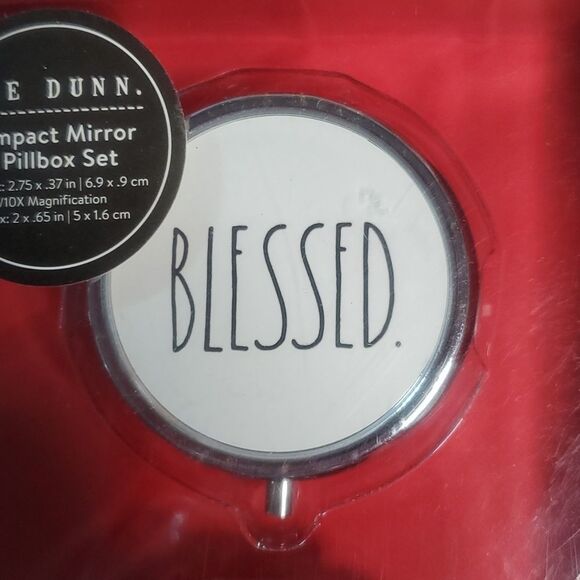 E DUNN.
mpact Mirror
Pillbox Set
: 2.75 x .37 in | 6.9 x .9 cm
/10X Magnification
x: 2 x .65 in | 5 x 1.6 cm
BLESSED.